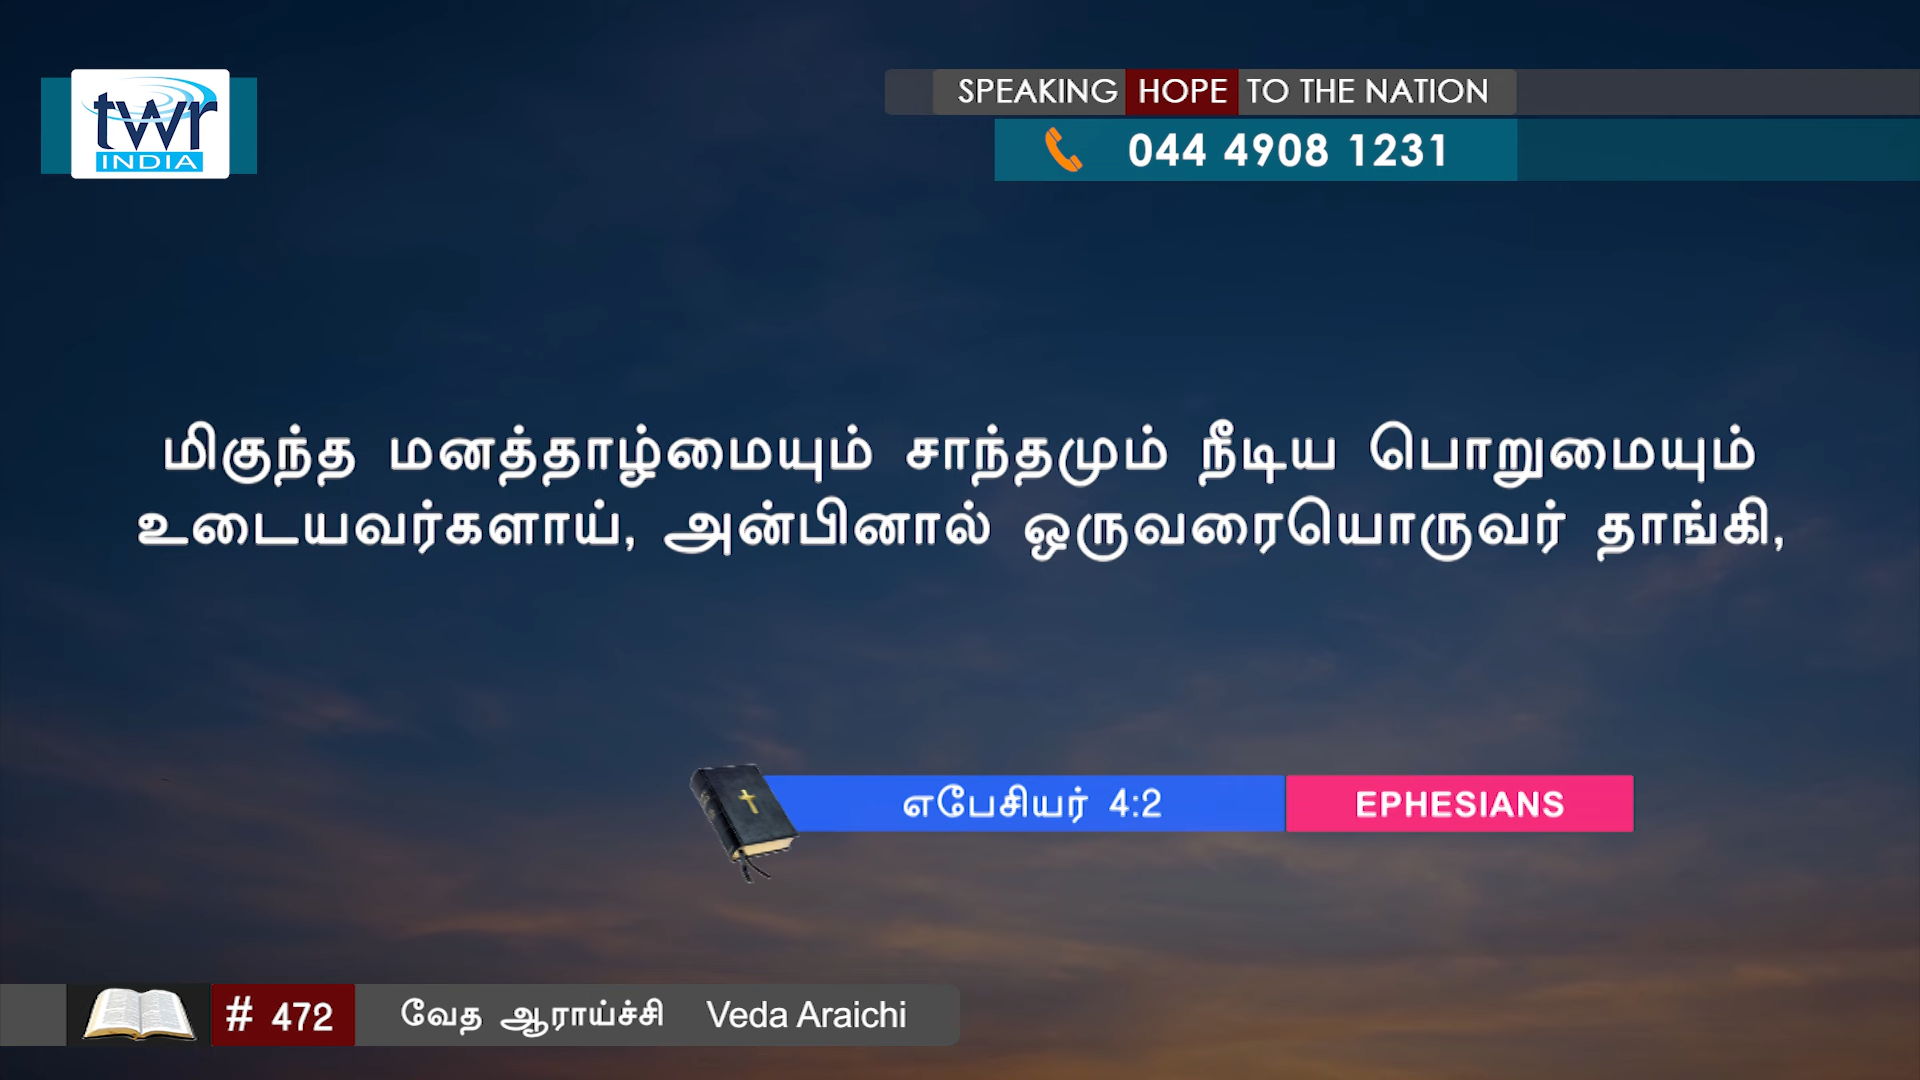 twr
INDIA
SPEAKING HOPE TO THE NATION
044 4908 1231
மிகுந்த மனத்தாழ்மையும் சாந்தமும் நீடிய பொறுமையும்
உடையவர்களாய், அன்பினால் ஒருவரையொருவர் தாங்கி,
எபேசியர் 4:2 EPHESIANS
# 472 வேத ஆராய்ச்சி Veda Araichi